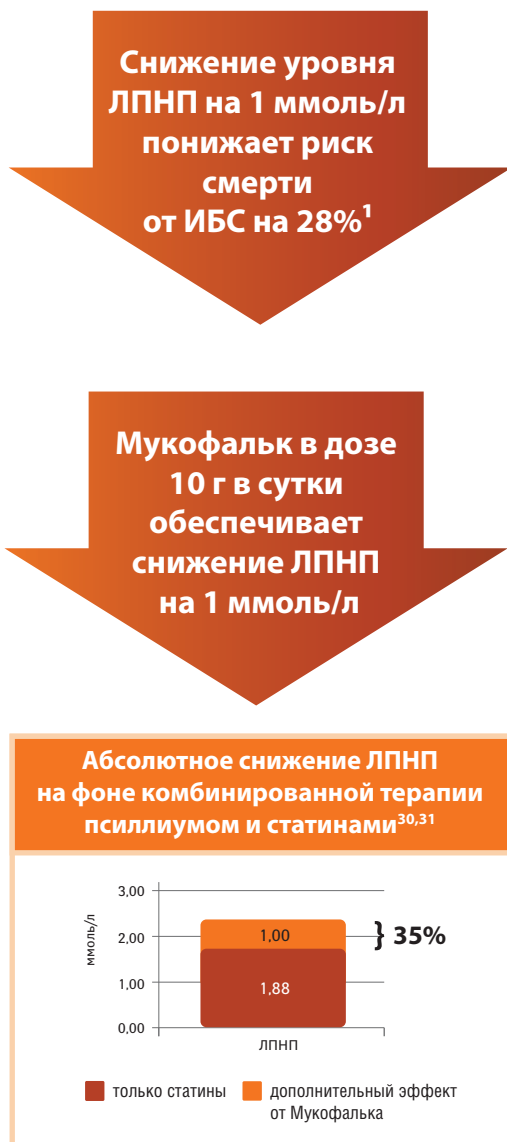 Снижение уровня
ЛПНП на 1 ммоль/л
понижает риск
смерти
от ИБС на 28%¹
Мукофальк в дозе
10 г в сутки
обеспечивает
снижение ЛПНП
на 1 ммоль/л
Абсолютное снижение ЛПНП
на фоне комбинированной терапии
псиллиумом и статинами³⁰,³¹
ммоль/л
3,00
2,00
1,00
0,00
1,00
1,88
} 35%
ЛПНП
только статины
дополнительный эффект
от Мукофалька